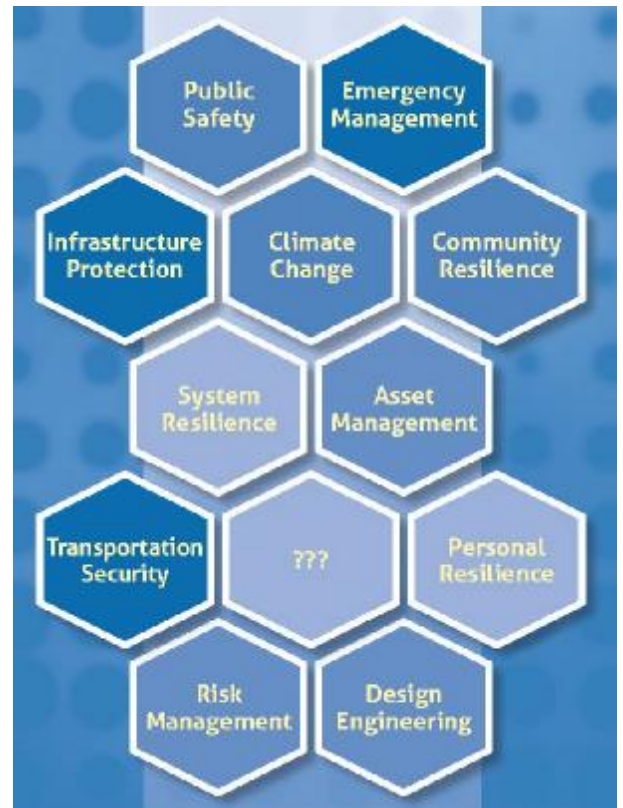 Public
Safety
Emergency
Management
Infrastructure
Protection
Climate
Change
Community
Resilience
System
Resilience
Asset
Management
Transportation
Security
???
Personal
Resilience
Risk
Management
Design
Engineering